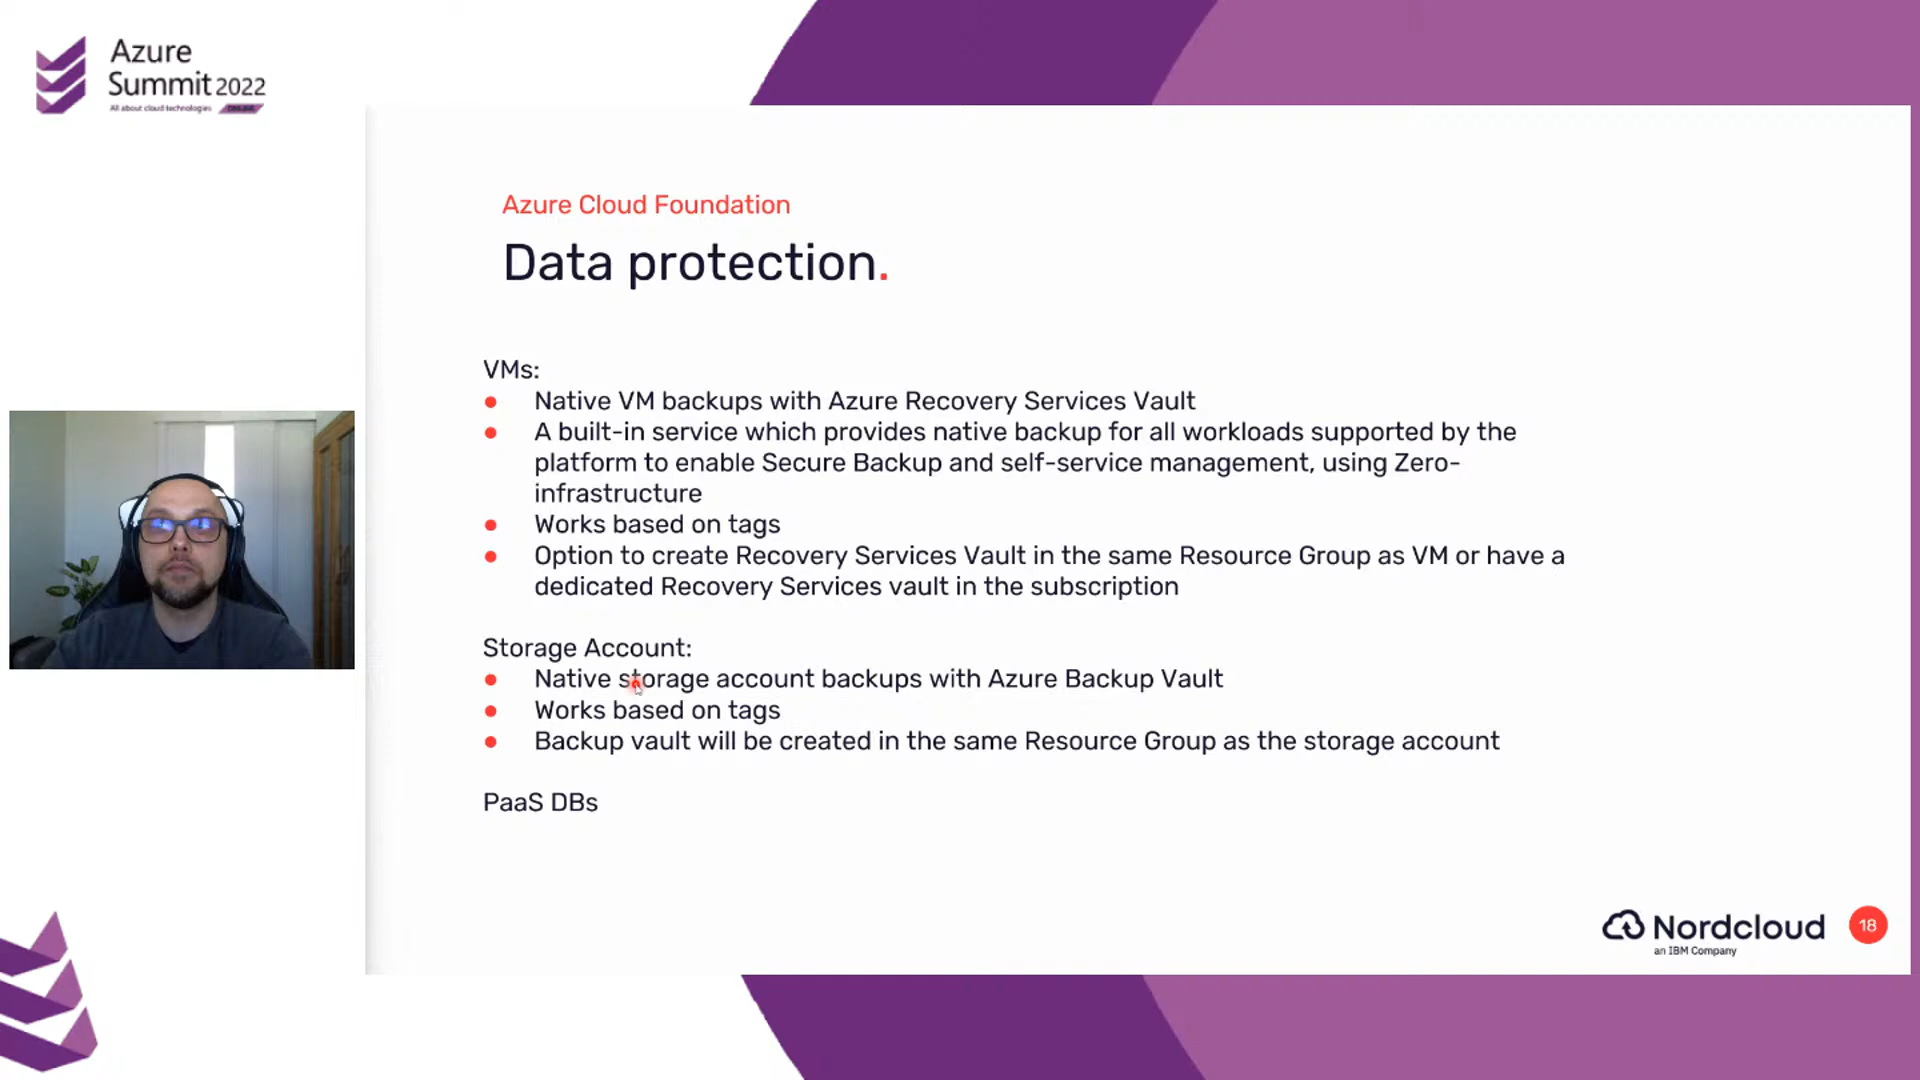 Azure
Summit 2022
All about cloud technologies
ONLINE
Azure Cloud Foundation
Data protection.
VMs:
● Native VM backups with Azure Recovery Services Vault
● A built-in service which provides native backup for all workloads supported by the
platform to enable Secure Backup and self-service management, using Zero-
infrastructure
● Works based on tags
● Option to create Recovery Services Vault in the same Resource Group as VM or have a
dedicated Recovery Services vault in the subscription
Storage Account:
● Native storage account backups with Azure Backup Vault
● Works based on tags
● Backup vault will be created in the same Resource Group as the storage account
PaaS DBs
Nordcloud
an IBM Company
18